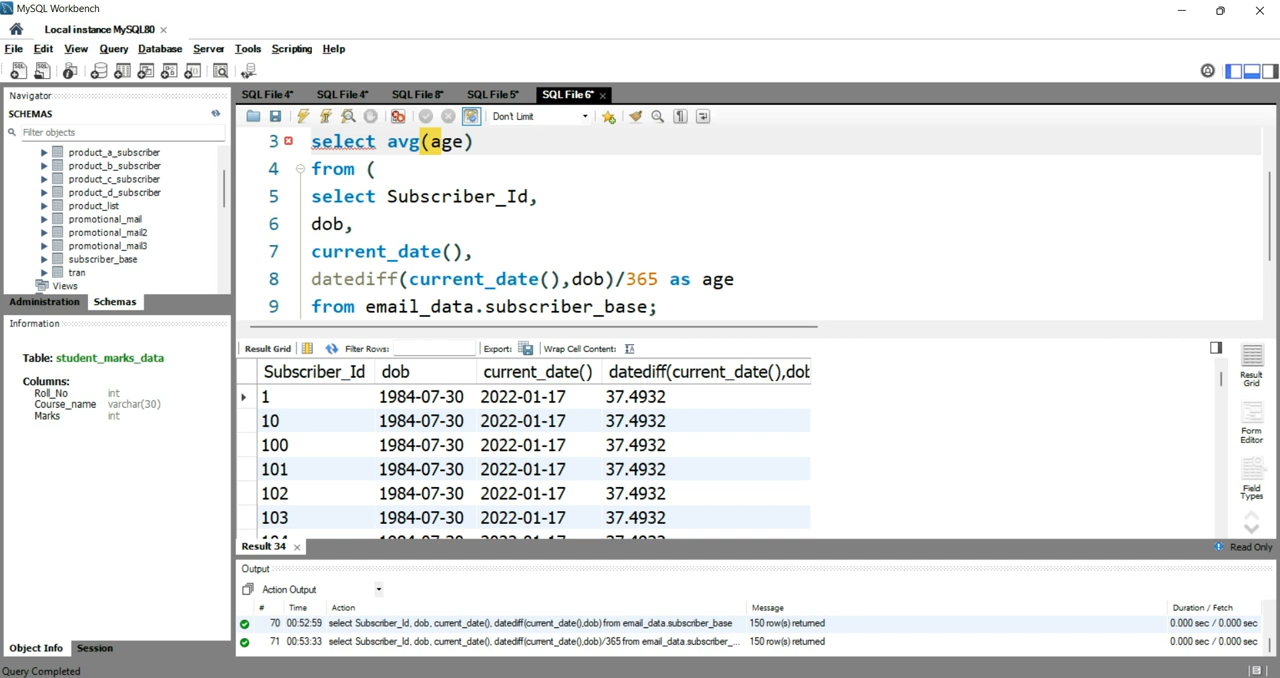 MySQL Workbench
Local instance MySQL80
File Edit View Query Database Server Tools Scripting Help
Navigator
SCHEMAS
Filter objects
product_a_subscriber
product_b_subscriber
product_c_subscriber
product_d_subscriber
product_list
promotional_mail
promotional_mail2
promotional_mail3
subscriber_base
tran
Views
Administration Schemas
Information
Table: student_marks_data
Columns:
Roll_No int
Course_name varchar(30)
Marks int
Object Info Session
Query Completed
SQL File 4* SQL File 4* SQL File 8* SQL File 5* SQL File 6*
Don't Limit
3 select avg(age)
4 from (
5 select Subscriber_Id,
6 dob,
7 current_date(),
8 datediff(current_date(),dob)/365 as age
9 from email_data.subscriber_base;
Result Grid Filter Rows: Export: Wrap Cell Content:
Subscriber_Id dob current_date() datediff(current_date(),dob
1 1984-07-30 2022-01-17 37.4932
10 1984-07-30 2022-01-17 37.4932
100 1984-07-30 2022-01-17 37.4932
101 1984-07-30 2022-01-17 37.4932
102 1984-07-30 2022-01-17 37.4932
103 1984-07-30 2022-01-17 37.4932
Result Grid
Form Editor
Field Types
Result 34
Read Only
Output
Action Output
# Time Action Message Duration / Fetch
70 00:52:59 select Subscriber_Id, dob, current_date(), datediff(current_date(),dob) from email_data.subscriber_base 150 row(s) returned 0.000 sec / 0.000 sec
71 00:53:33 select Subscriber_Id, dob, current_date(), datediff(current_date(),dob)/365 from email_data.subscriber_... 150 row(s) returned 0.000 sec / 0.000 sec